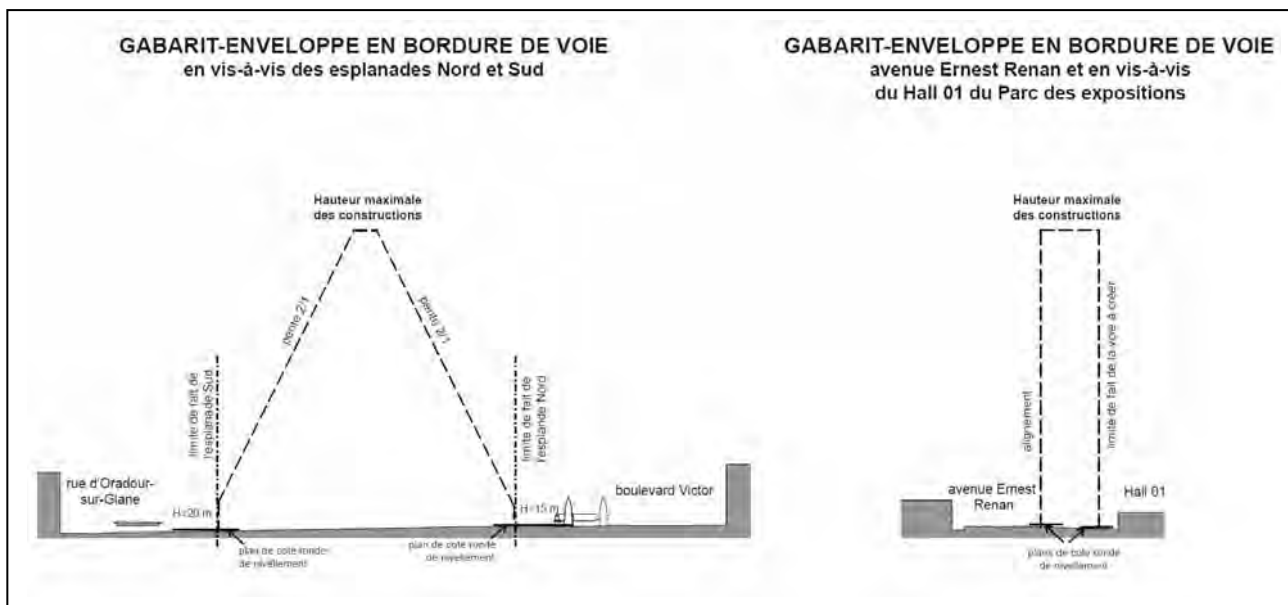 GABARIT-ENVELOPPE EN BORDURE DE VOIE
en vis-à-vis des esplanades Nord et Sud
Hauteur maximale
des constructions
pente 2/1
pente 2/1
limite de fait de
l'esplanade Sud
limite de fait de
l'esplande Nord
rue d'Oradour-
sur-Glane
H=20 m
H=15 m
boulevard Victor
plan de cote ronde
de nivellement
plan de cote ronde
de nivellement
GABARIT-ENVELOPPE EN BORDURE DE VOIE
avenue Ernest Renan et en vis-à-vis
du Hall 01 du Parc des expositions
Hauteur maximale
des constructions
alignement
limite de fait de la voie à créer
avenue Ernest
Renan
Hall 01
plans de cote ronde
de nivellement